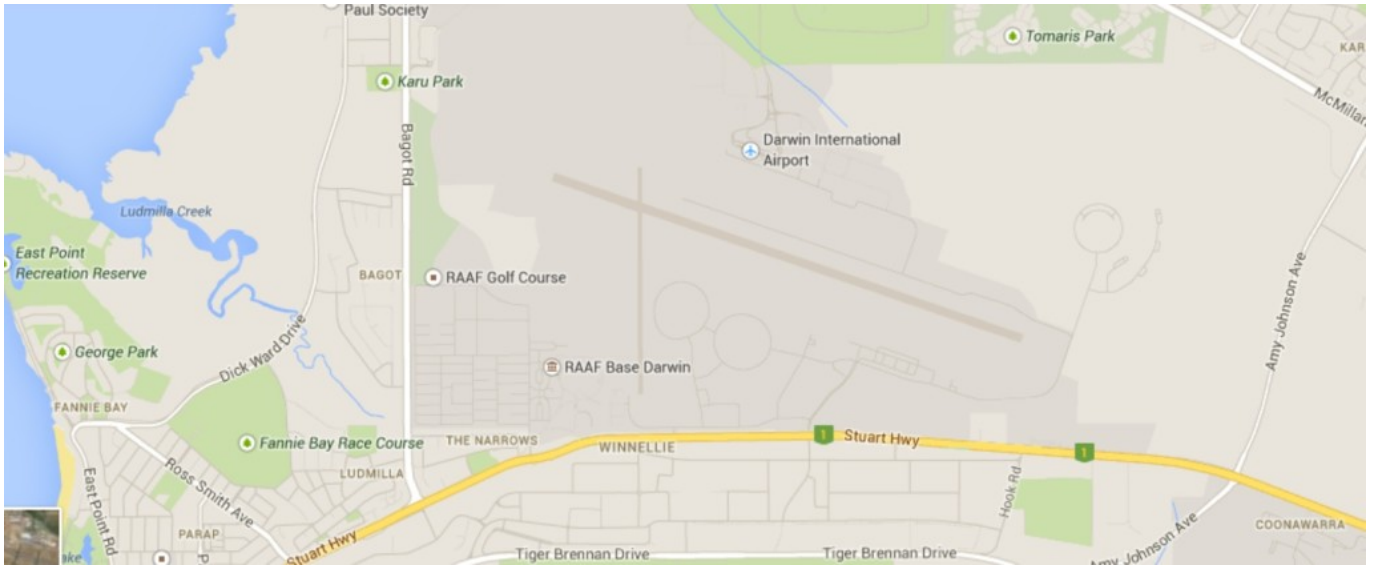 Paul Society
Tomaris Park
KAR
Karu Park
McMillan
Bagot Rd
Darwin International
Airport
Ludmilla Creek
East Point
Recreation Reserve
BAGOT
RAAF Golf Course
Amy Johnson Ave
George Park
Dick Ward Drive
RAAF Base Darwin
FANNIE BAY
Fannie Bay Race Course
THE NARROWS
WINNELLIE
1
Stuart Hwy
1
LUDMILLA
Ross Smith Ave
East Point Rd
Hook Rd
PARAP
P
Stuart Hwy
Tiger Brennan Drive
Tiger Brennan Drive
Amy Johnson Ave
COONAWARRA
ake